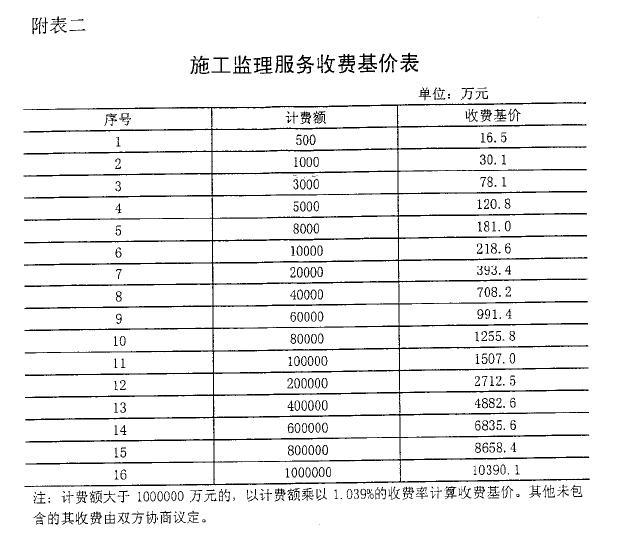 附表二
施工监理服务收费基价表
单位：万元
序号 计费额 收费基价
1 500 16.5
2 1000 30.1
3 3000 78.1
4 5000 120.8
5 8000 181.0
6 10000 218.6
7 20000 393.4
8 40000 708.2
9 60000 991.4
10 80000 1255.8
11 100000 1507.0
12 200000 2712.5
13 400000 4882.6
14 600000 6835.6
15 800000 8658.4
16 1000000 10390.1
注：计费额大于 1000000 万元的，以计费额乘以 1.039%的收费率计算收费基价。其他未包
含的其收费由双方协商议定。